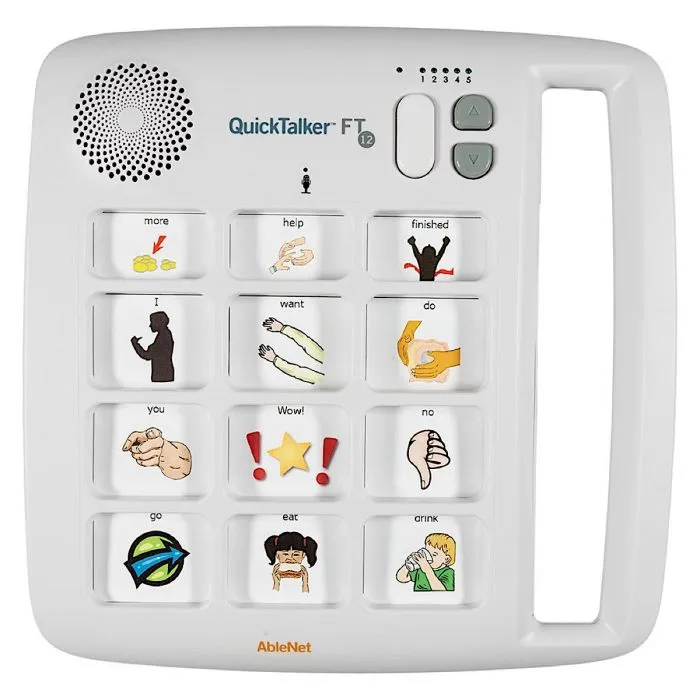 1 2 3 4 5
QuickTalker™ FT
12
more
help
finished
I
want
do
you
Wow!
no
go
eat
drink
AbleNet